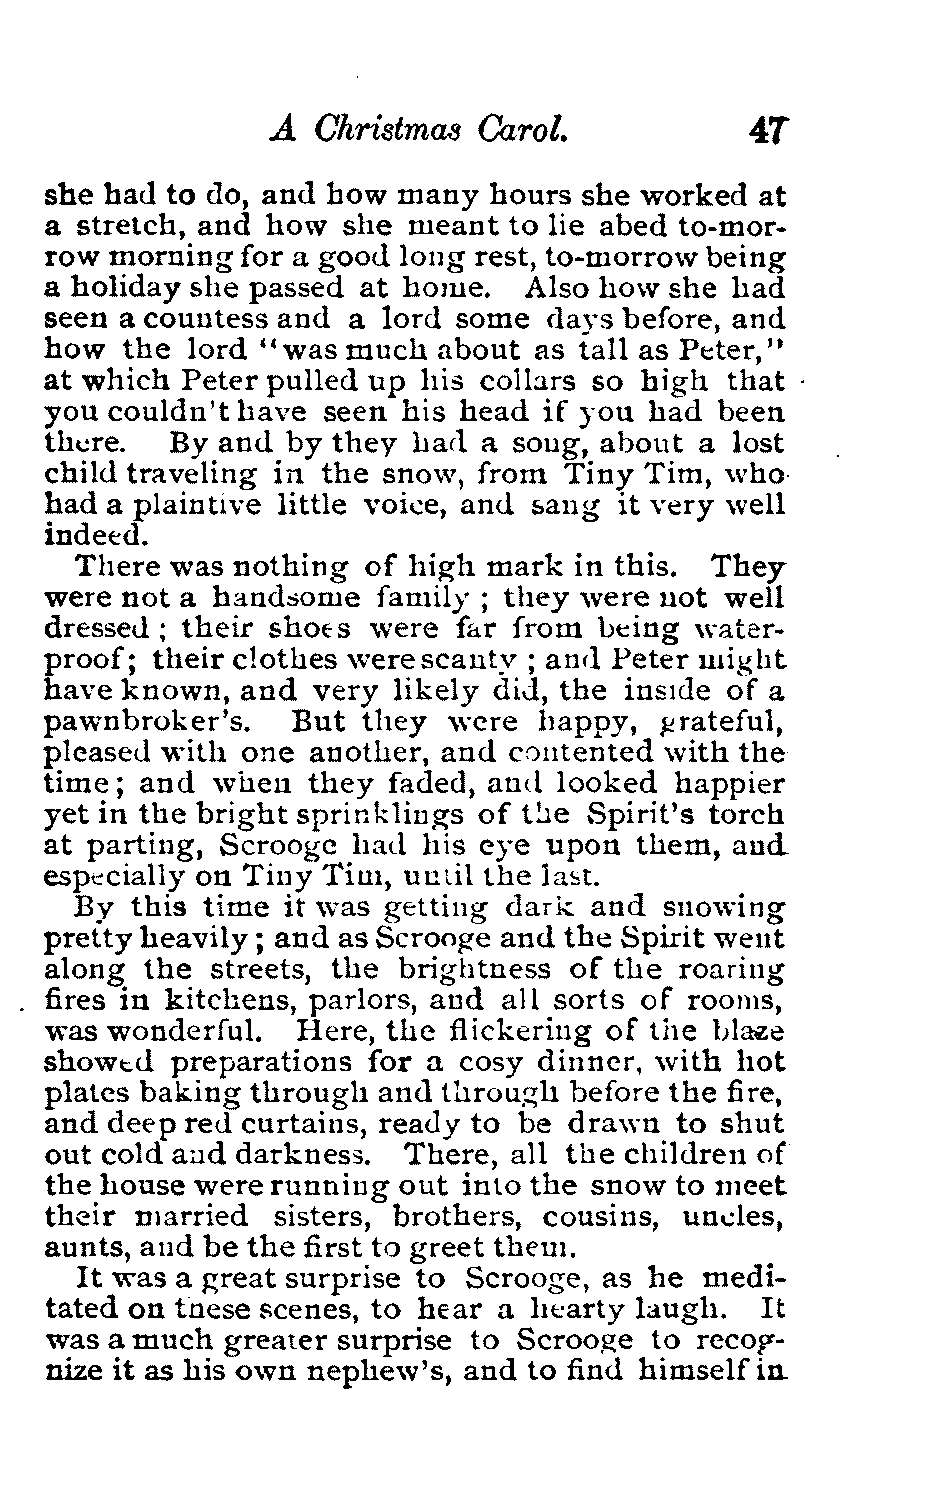 A Christmas Carol. 47
she had to do, and how many hours she worked at
a stretch, and how she meant to lie abed to-mor-
row morning for a good long rest, to-morrow being
a holiday she passed at home. Also how she had
seen a countess and a lord some days before, and
how the lord "was much about as tall as Peter,"
at which Peter pulled up his collars so high that
you couldn't have seen his head if you had been
there. By and by they had a song, about a lost
child traveling in the snow, from Tiny Tim, who
had a plaintive little voice, and sang it very well
indeed.
There was nothing of high mark in this. They
were not a handsome family ; they were not well
dressed ; their shoes were far from being water-
proof; their clothes were scanty ; and Peter might
have known, and very likely did, the inside of a
pawnbroker's. But they were happy, grateful,
pleased with one another, and contented with the
time; and when they faded, and looked happier
yet in the bright sprinklings of the Spirit's torch
at parting, Scrooge had his eye upon them, and
especially on Tiny Tim, until the last.
By this time it was getting dark and snowing
pretty heavily; and as Scrooge and the Spirit went
along the streets, the brightness of the roaring
fires in kitchens, parlors, and all sorts of rooms,
was wonderful. Here, the flickering of the blaze
showed preparations for a cosy dinner, with hot
plates baking through and through before the fire,
and deep red curtains, ready to be drawn to shut
out cold and darkness. There, all the children of
the house were running out into the snow to meet
their married sisters, brothers, cousins, uncles,
aunts, and be the first to greet them.
It was a great surprise to Scrooge, as he medi-
tated on these scenes, to hear a hearty laugh. It
was a much greater surprise to Scrooge to recog-
nize it as his own nephew's, and to find himself in